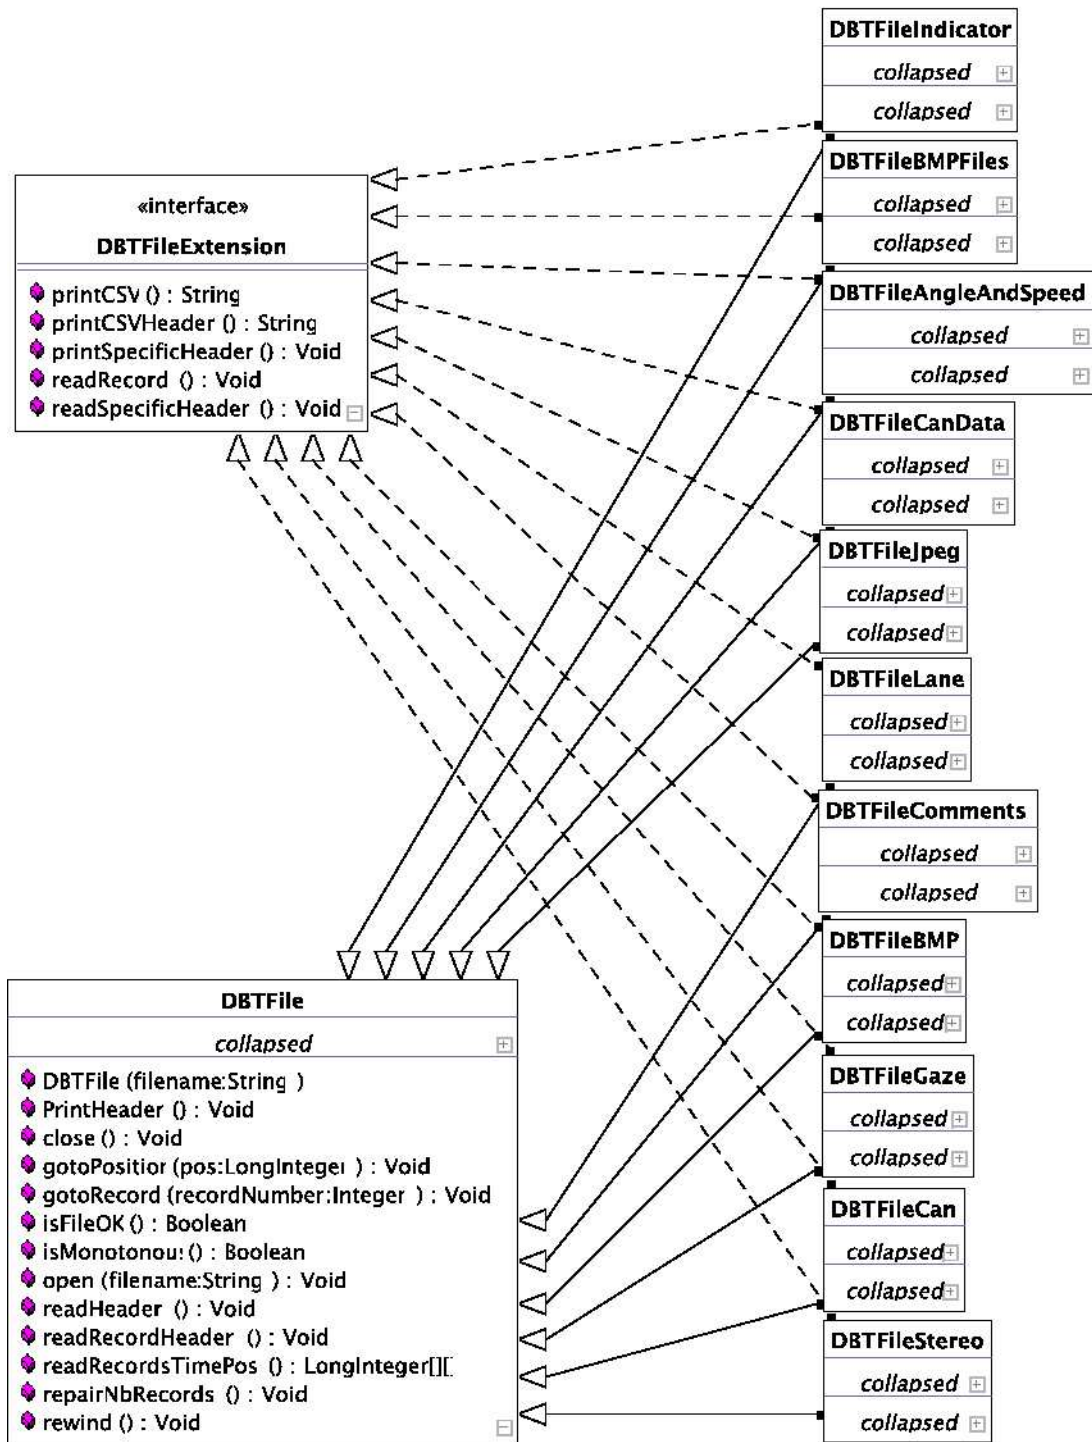 «interface»
DBTFileExtension
printCSV () : String
printCSVHeader () : String
printSpecificHeader () : Void
readRecord () : Void
readSpecificHeader () : Void
DBTFile
collapsed
DBTFile (filename:String )
PrintHeader () : Void
close () : Void
gotoPosition (pos:LongInteger ) : Void
gotoRecord (recordNumber:Integer ) : Void
isFileOK () : Boolean
isMonotonous () : Boolean
open (filename:String ) : Void
readHeader () : Void
readRecordHeader () : Void
readRecordsTimePos () : LongInteger[][
repairNbRecords () : Void
rewind () : Void
DBTFileIndicator
collapsed
collapsed
DBTFileBMPFiles
collapsed
collapsed
DBTFileAngleAndSpeed
collapsed
collapsed
DBTFileCanData
collapsed
collapsed
DBTFileJpeg
collapsed
collapsed
DBTFileLane
collapsed
collapsed
DBTFileComments
collapsed
collapsed
DBTFileBMP
collapsed
collapsed
DBTFileGaze
collapsed
collapsed
DBTFileCan
collapsed
collapsed
DBTFileStereo
collapsed
collapsed